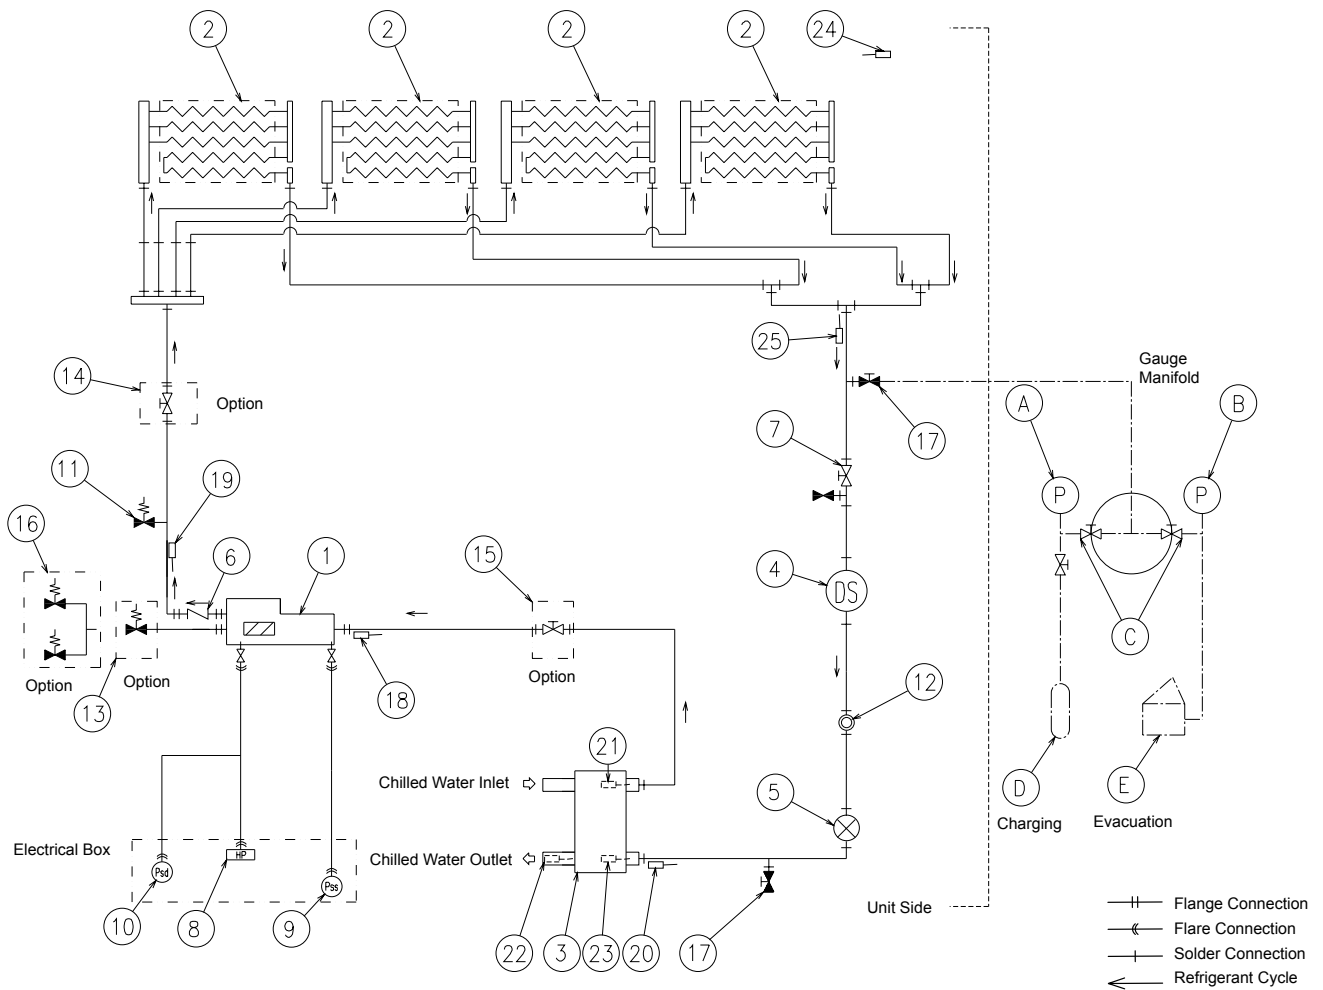 2
2
2
2
24
25
Gauge
Manifold
14
Option
A
B
7
17
11
19
P
P
16
6
1
15
4
DS
C
Option
Option
13
18
Option
12
21
Chilled Water Inlet
5
D
E
Charging
Evacuation
Electrical Box
HP
Chilled Water Outlet
Psd
Pss
10
8
9
22
3
23
20
17
Unit Side
Flange Connection
Flare Connection
Solder Connection
Refrigerant Cycle